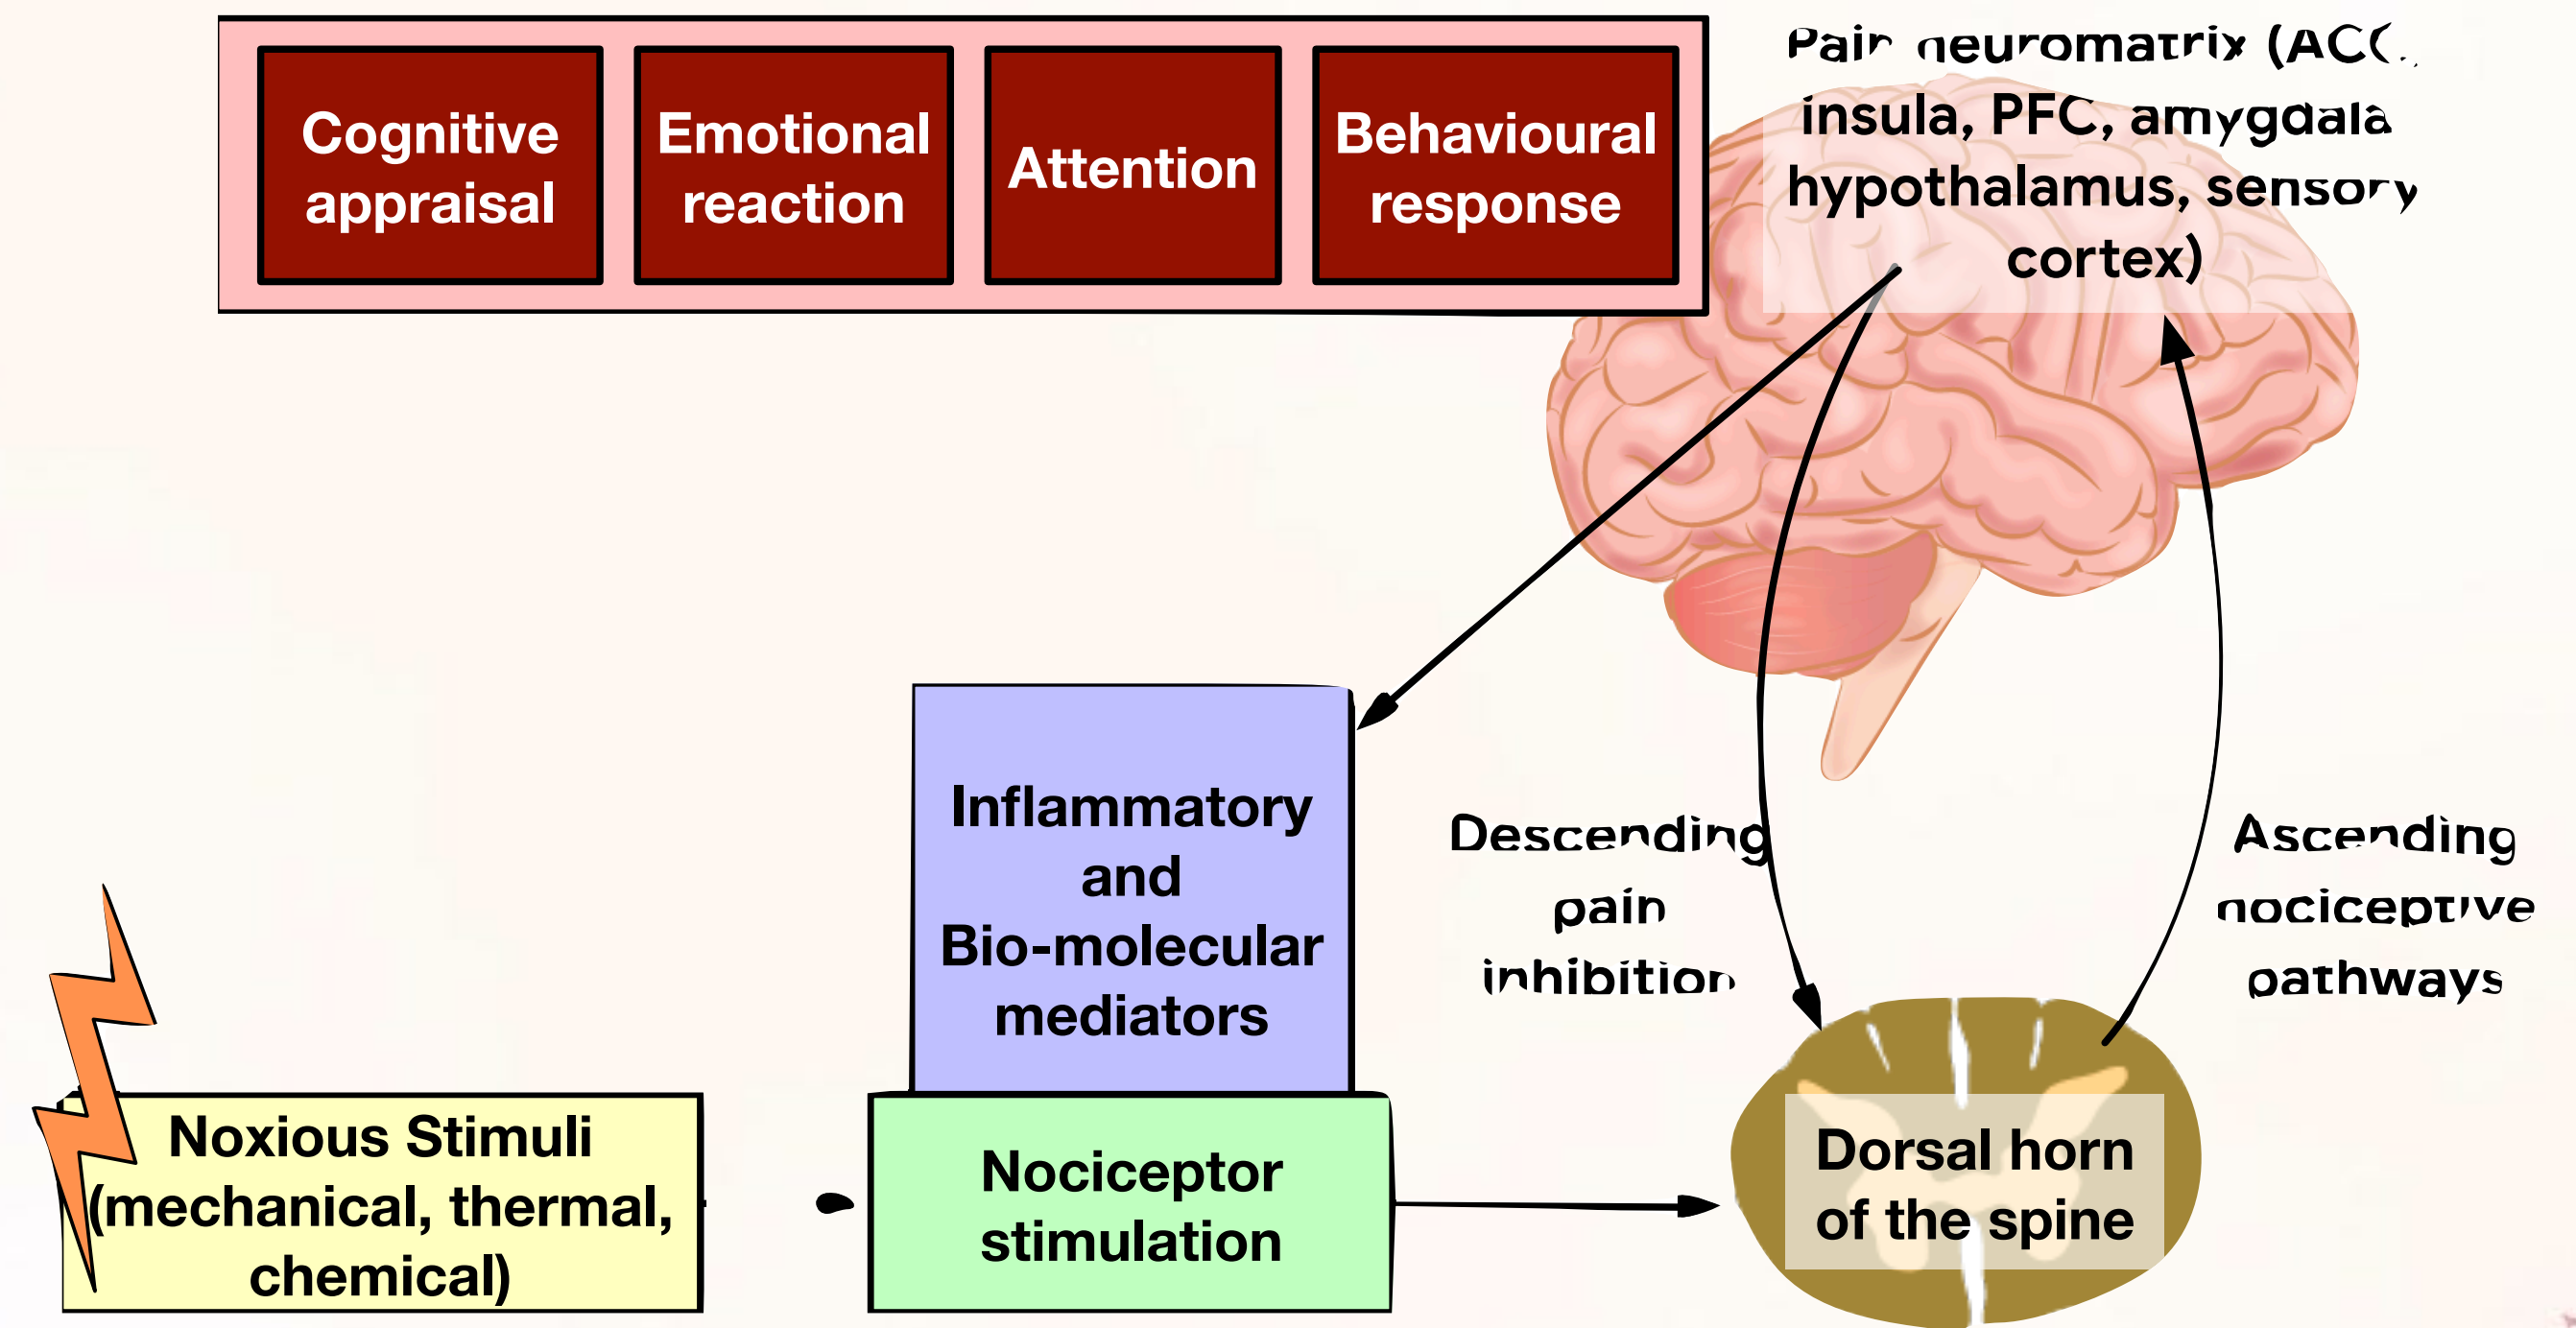 Cognitive
appraisal
Emotional
reaction
Attention
Behavioural
response
Pain neuromatrix (ACC,
insula, PFC, amygdala
hypothalamus, sensory
cortex)
Inflammatory
and
Bio-molecular
mediators
Descending
pain
inhibition
Ascending
nociceptive
pathways
Noxious Stimuli
(mechanical, thermal,
chemical)
Nociceptor
stimulation
Dorsal horn
of the spine